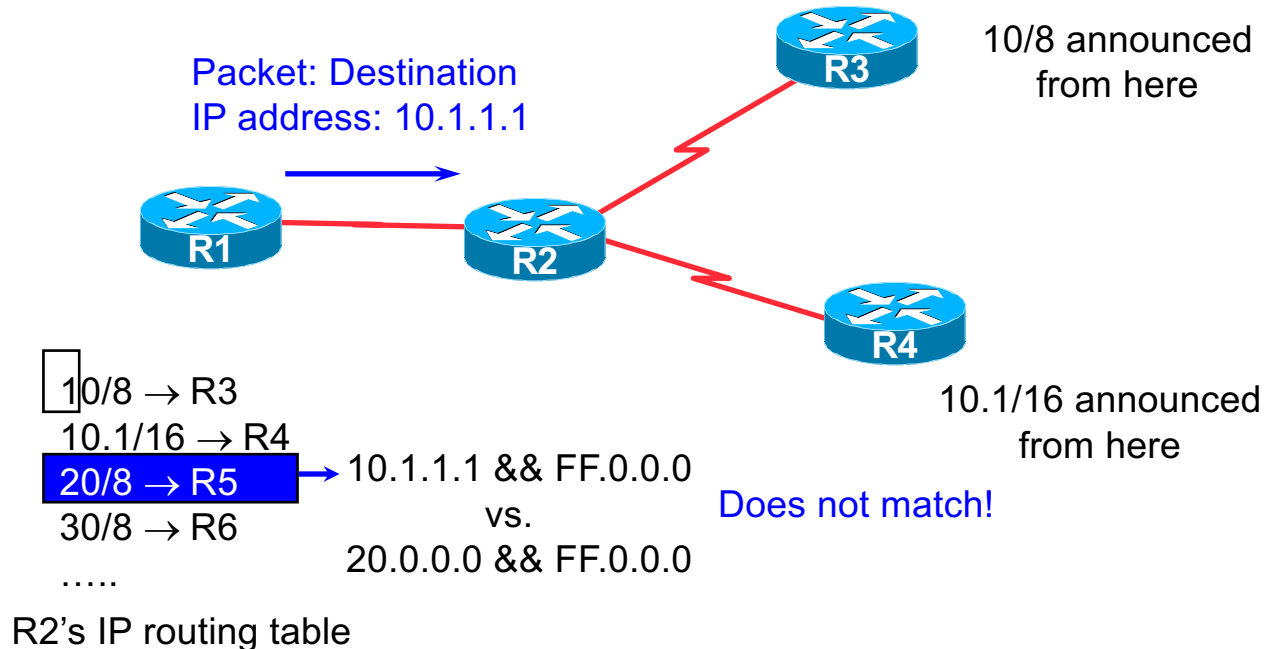 Packet: Destination
IP address: 10.1.1.1
R3
10/8 announced
from here
R1
R2
R4
10.1/16 announced
from here
10/8 → R3
10.1/16 → R4
20/8 → R5
30/8 → R6
…..
R2's IP routing table
10.1.1.1 && FF.0.0.0
vs.
20.0.0.0 && FF.0.0.0
Does not match!